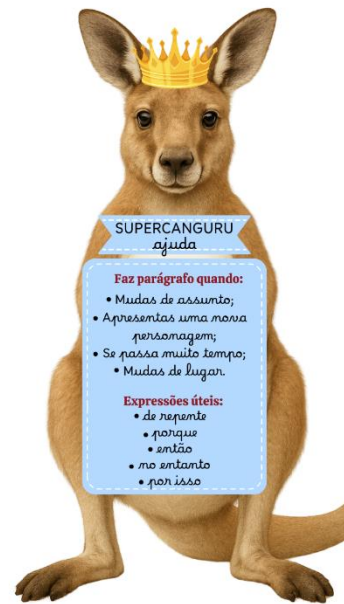 SUPERCANGURU
ajuda
Faz parágrafo quando:
• Mudas de assunto;
• Apresentas uma nova
personagem;
• Se passa muito tempo;
• Mudas de lugar.
Expressões úteis:
• de repente
• porque
• então
• no entanto
• por isso